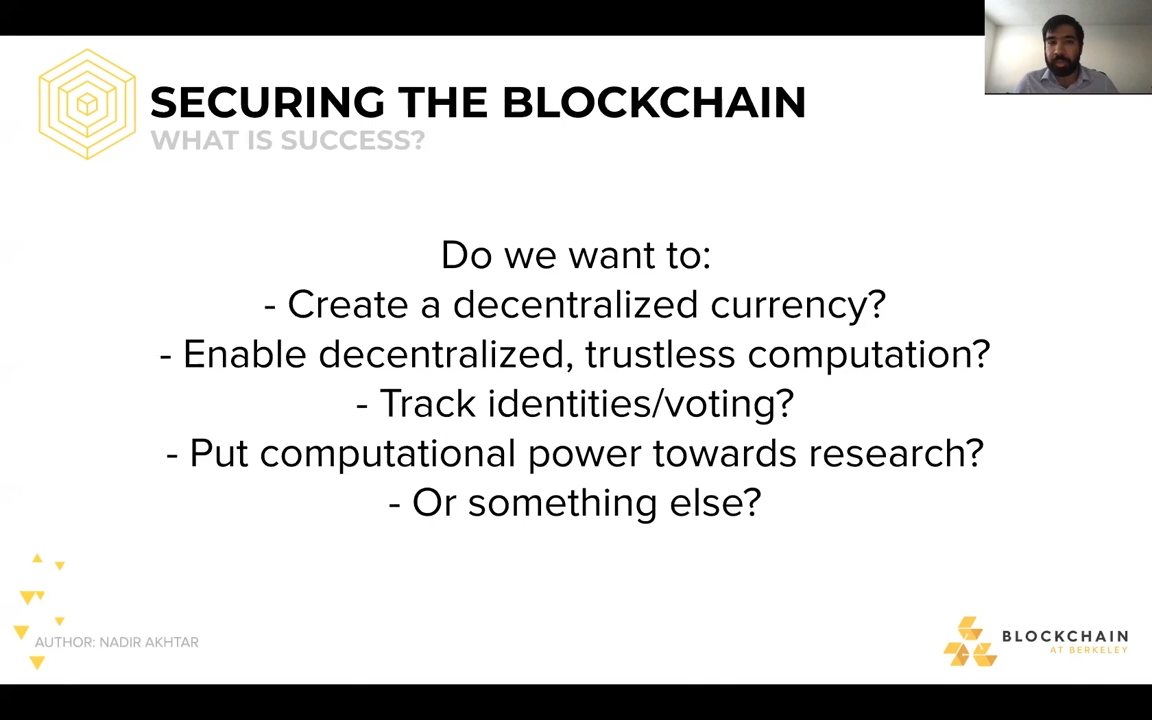 SECURING THE BLOCKCHAIN
WHAT IS SUCCESS?
Do we want to:
- Create a decentralized currency?
- Enable decentralized, trustless computation?
- Track identities/voting?
- Put computational power towards research?
- Or something else?
AUTHOR: NADIR AKHTAR
BLOCKCHAIN
AT BERKELEY